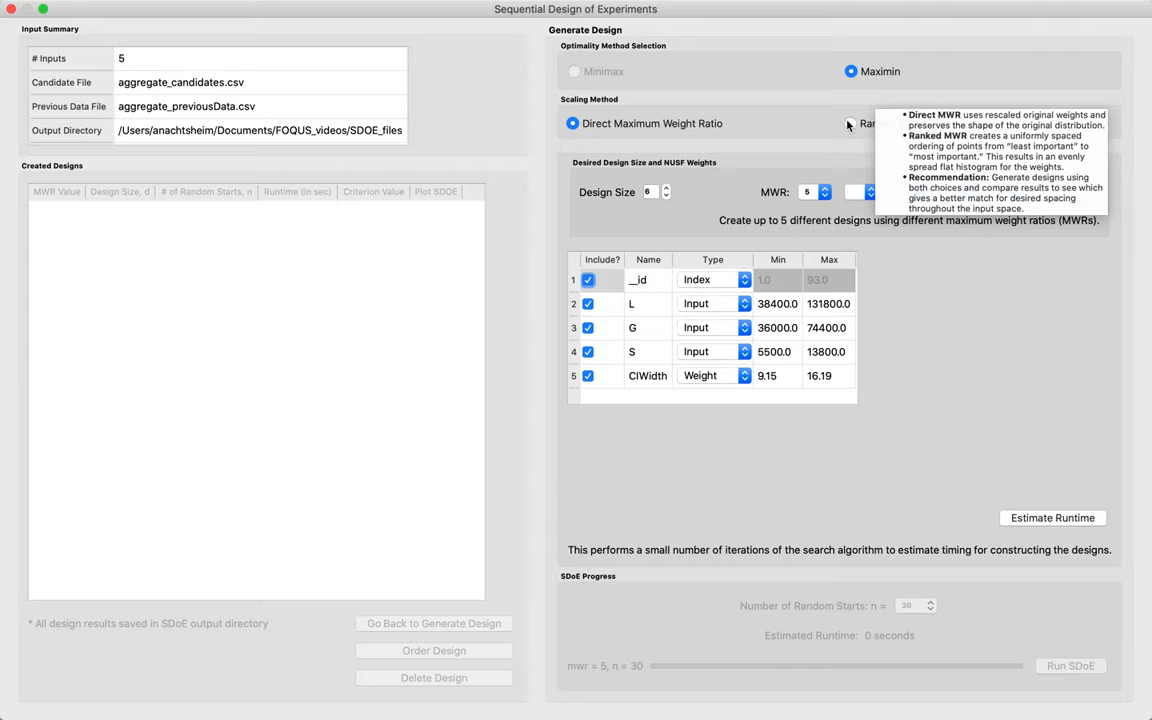 Sequential Design of Experiments
Input Summary
# Inputs 5
Candidate File aggregate_candidates.csv
Previous Data File aggregate_previousData.csv
Output Directory /Users/anachtsheim/Documents/FOQUS_videos/SDOE_files
Created Designs
MWR Value Design Size, d # of Random Starts, n Runtime (in sec) Criterion Value Plot SDOE
* All design results saved in SDoE output directory
Go Back to Generate Design
Order Design
Delete Design
Generate Design
Optimality Method Selection
Minimax Maximin
Scaling Method
Direct Maximum Weight Ratio
• Direct MWR uses rescaled original weights and
preserves the shape of the original distribution.
• Ranked MWR creates a uniformly spaced
ordering of points from “least important” to
“most important.” This results in an evenly
spread flat histogram for the weights.
• Recommendation: Generate designs using
both choices and compare results to see which
gives a better match for desired spacing
throughout the input space.
Desired Design Size and NUSF Weights
Design Size 6 MWR: 5
Create up to 5 different designs using different maximum weight ratios (MWRs).
Include? Name Type Min Max
1 __id Index 1.0 93.0
2 L Input 38400.0 131800.0
3 G Input 36000.0 74400.0
4 S Input 5500.0 13800.0
5 CIWidth Weight 9.15 16.19
Estimate Runtime
This performs a small number of iterations of the search algorithm to estimate timing for constructing the designs.
SDoE Progress
Number of Random Starts: n = 30
Estimated Runtime: 0 seconds
mwr = 5, n = 30
Run SDoE